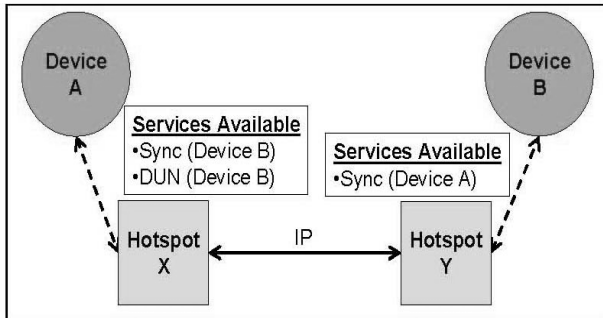 Device
A
Device
B
Services Available
•Sync (Device B)
•DUN (Device B)
Services Available
•Sync (Device A)
Hotspot
X
IP
Hotspot
Y